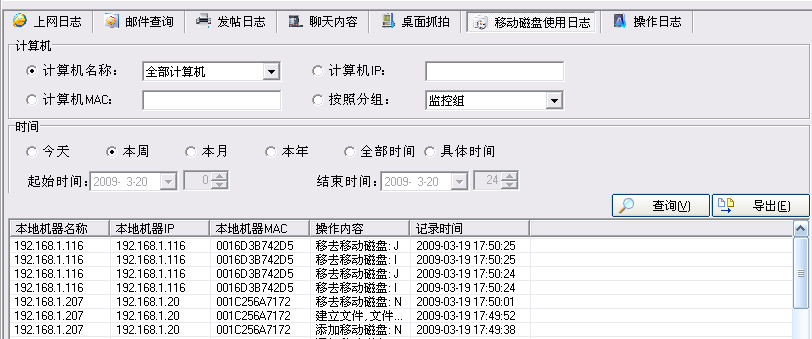 上网日志 邮件查询 发帖日志 聊天内容 桌面抓拍 移动磁盘使用日志 操作日志
计算机
计算机名称: 全部计算机 计算机IP:
计算机MAC: 按照分组: 监控组
时间
今天 本周 本月 本年 全部时间 具体时间
起始时间: 2009- 3-20 0 结束时间: 2009- 3-20 24
查询(V) 导出(E)
本地机器名称 本地机器IP 本地机器MAC 操作内容 记录时间
192.168.1.116 192.168.1.116 0016D3B742D5 移去移动磁盘: J 2009-03-19 17:50:25
192.168.1.116 192.168.1.116 0016D3B742D5 移去移动磁盘: I 2009-03-19 17:50:25
192.168.1.116 192.168.1.116 0016D3B742D5 移去移动磁盘: J 2009-03-19 17:50:24
192.168.1.116 192.168.1.116 0016D3B742D5 移去移动磁盘: I 2009-03-19 17:50:24
192.168.1.207 192.168.1.20 001C256A7172 移去移动磁盘: N 2009-03-19 17:50:01
192.168.1.207 192.168.1.20 001C256A7172 建立文件,文件... 2009-03-19 17:49:52
192.168.1.207 192.168.1.20 001C256A7172 添加移动磁盘: N 2009-03-19 17:49:38